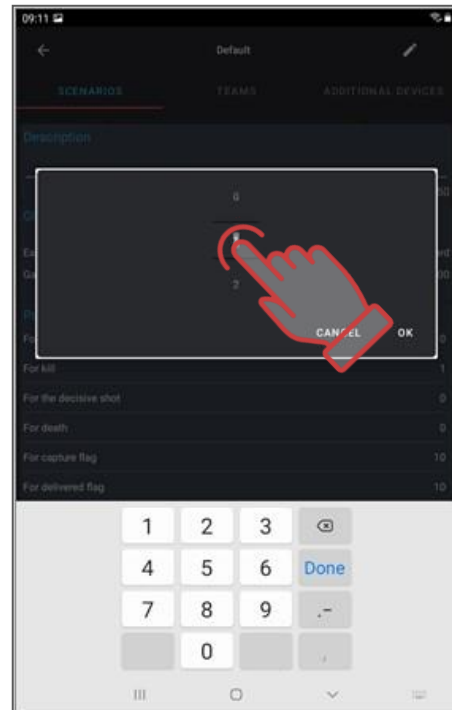 09:11
Default
SCENARIOS TEAMS ADDITIONAL DEVICES
Description
0
2
CANCEL OK
For kill 1
For the decisive shot 0
For death 0
For capture flag 10
For delivered flag 10
1 2 3
4 5 6 Done
7 8 9 .-
0 ,